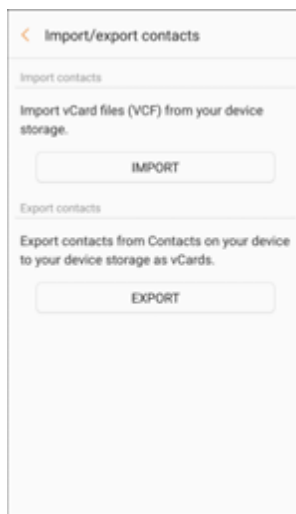 Import/export contacts
Import contacts
Import vCard files (VCF) from your device
storage.
IMPORT
Export contacts
Export contacts from Contacts on your device
to your device storage as vCards.
EXPORT